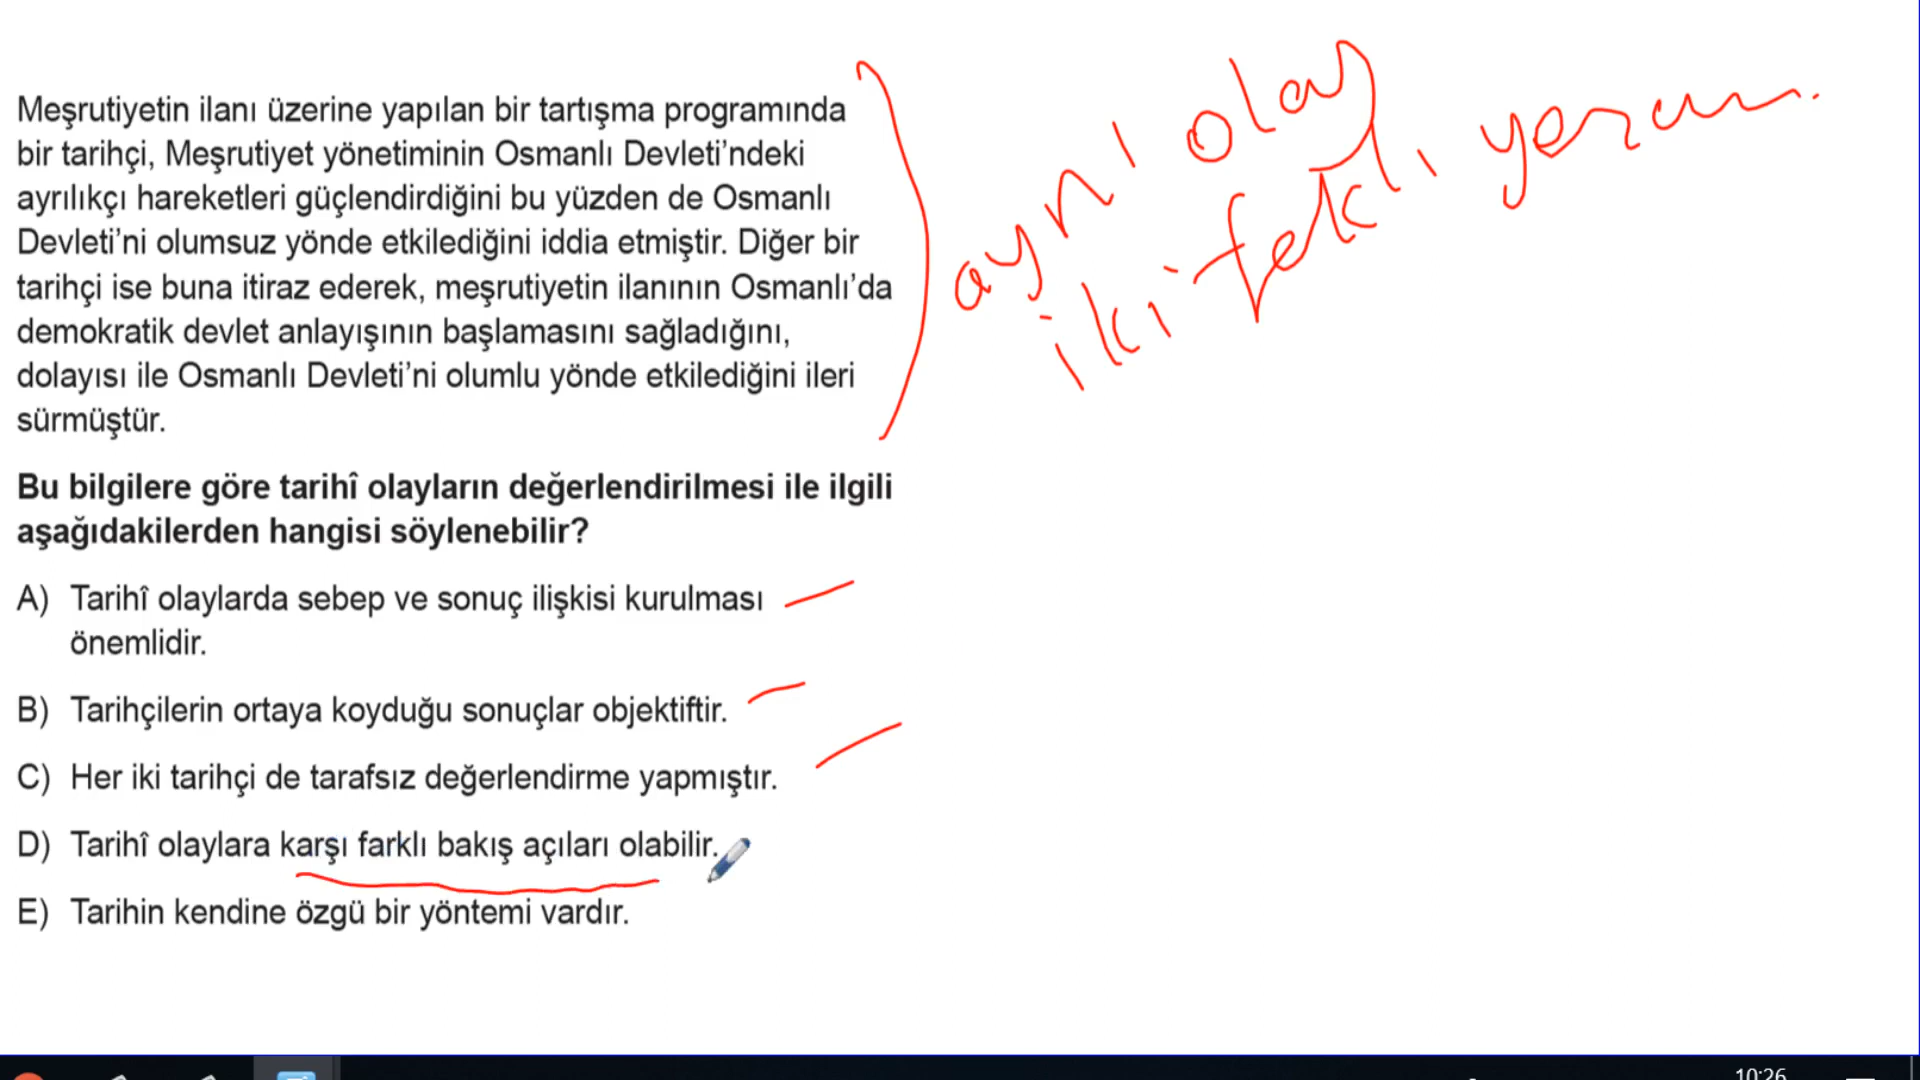 Meşrutiyetin ilanı üzerine yapılan bir tartışma programında
bir tarihçi, Meşrutiyet yönetiminin Osmanlı Devleti’ndeki
ayrılıkçı hareketleri güçlendirdiğini bu yüzden de Osmanlı
Devleti’ni olumsuz yönde etkilediğini iddia etmiştir. Diğer bir
tarihçi ise buna itiraz ederek, meşrutiyetin ilanının Osmanlı’da
demokratik devlet anlayışının başlamasını sağladığını,
dolayısı ile Osmanlı Devleti’ni olumlu yönde etkilediğini ileri
sürmüştür.
aynı olay
iki farklı yorum.
Bu bilgilere göre tarihî olayların değerlendirilmesi ile ilgili
aşağıdakilerden hangisi söylenebilir?
A) Tarihî olaylarda sebep ve sonuç ilişkisi kurulması
önemlidir.
B) Tarihçilerin ortaya koyduğu sonuçlar objektiftir.
C) Her iki tarihçi de tarafsız değerlendirme yapmıştır.
D) Tarihî olaylara karşı farklı bakış açıları olabilir.
E) Tarihin kendine özgü bir yöntemi vardır.
10:26